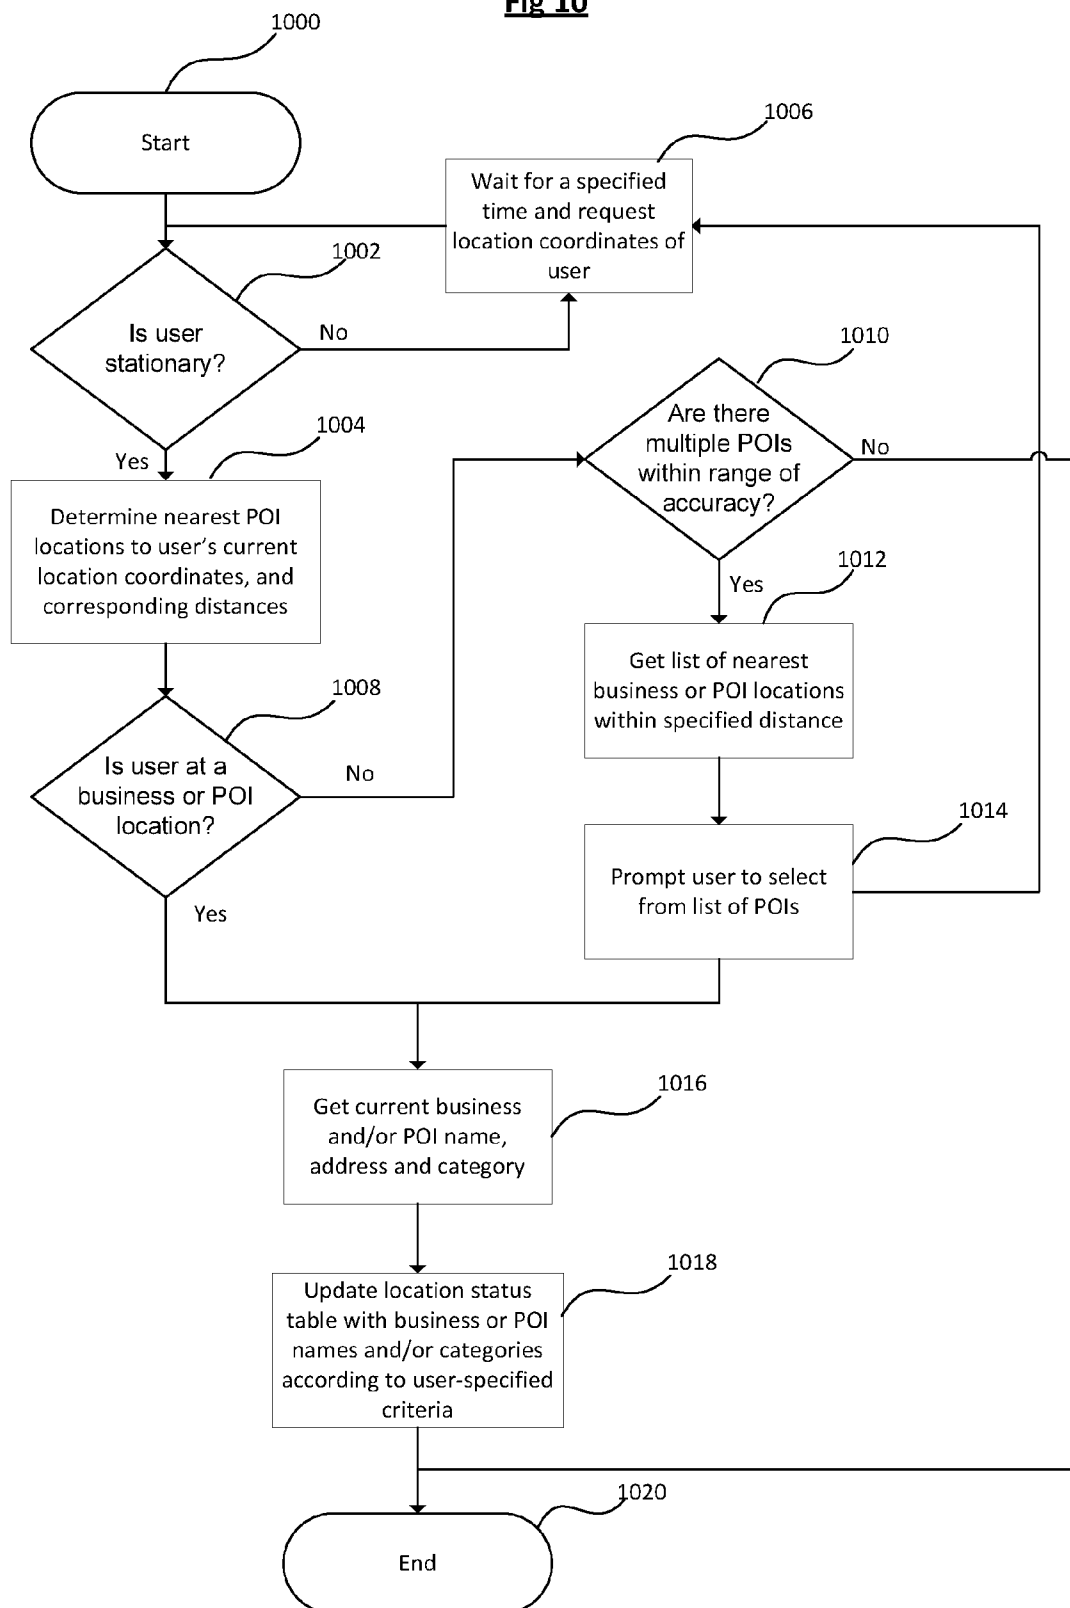 Fig 10
1000
Start
1006
Wait for a specified
time and request
location coordinates of
user
1002
Is user
stationary?
No
1010
Are there
multiple POIs
within range of
accuracy?
No
Yes
1004
Determine nearest POI
locations to user's current
location coordinates, and
corresponding distances
Yes
1012
Get list of nearest
business or POI locations
within specified distance
1008
Is user at a
business or POI
location?
No
Yes
1014
Prompt user to select
from list of POIs
1016
Get current business
and/or POI name,
address and category
1018
Update location status
table with business or POI
names and/or categories
according to user-specified
criteria
1020
End